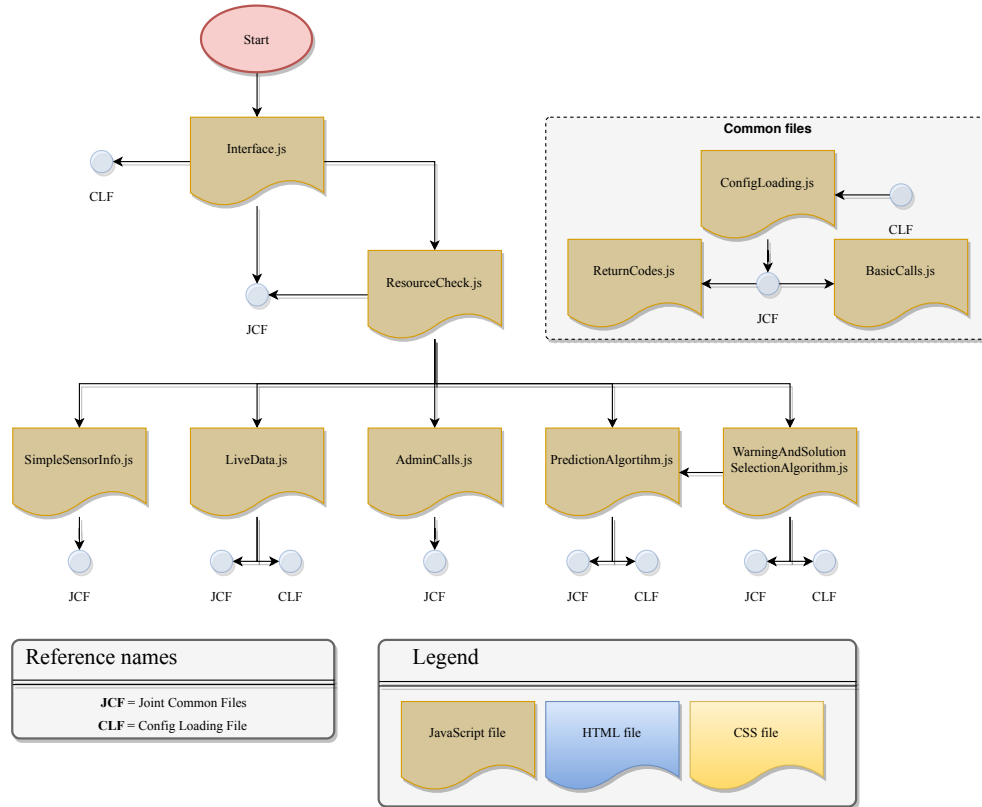 Start
Interface.js
CLF
JCF
ResourceCheck.js
Common files
ConfigLoading.js
CLF
ReturnCodes.js
BasicCalls.js
JCF
SimpleSensorInfo.js
LiveData.js
AdminCalls.js
PredictionAlgortihm.js
WarningAndSolution
SelectionAlgorithm.js
JCF
JCF
CLF
JCF
JCF
CLF
JCF
CLF
Reference names
JCF = Joint Common Files
CLF = Config Loading File
Legend
JavaScript file
HTML file
CSS file